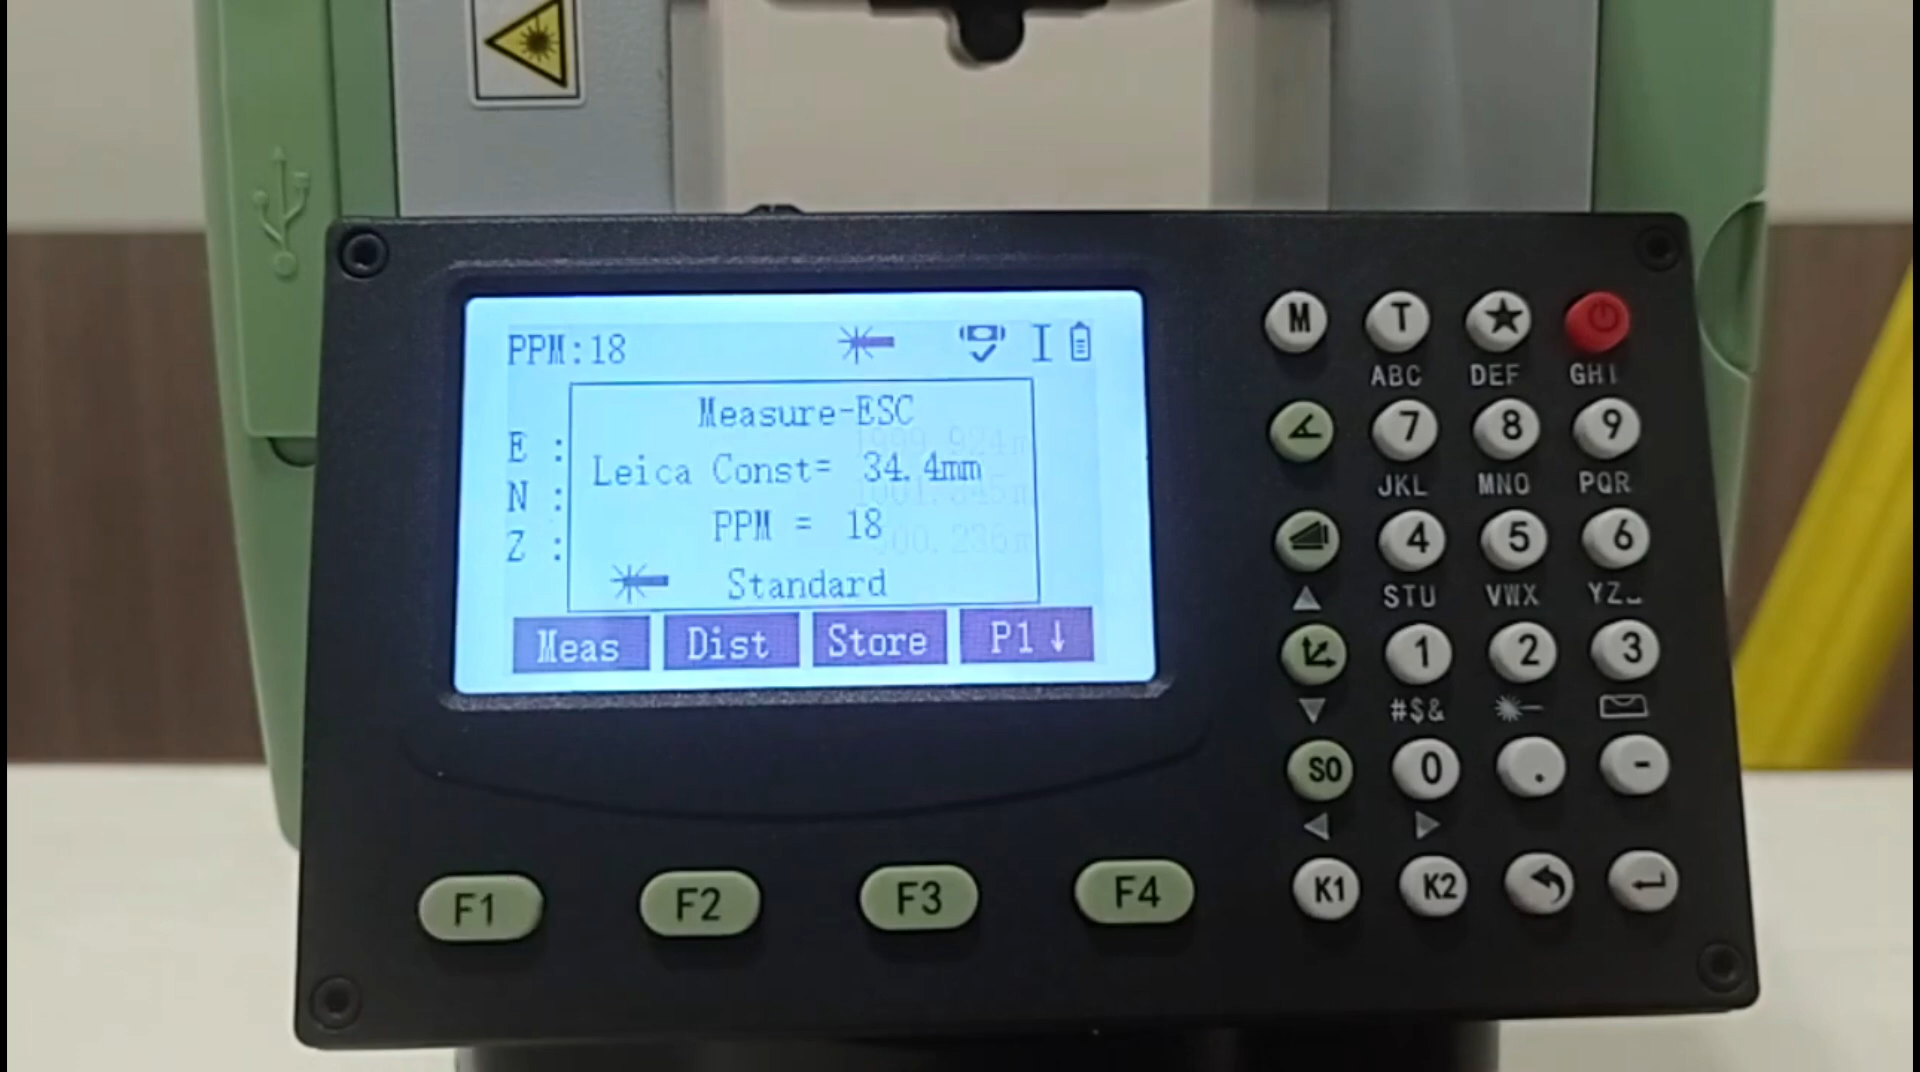 PPM:18
Measure-ESC
E :
Leica Const= 34.4mm
N :
PPM = 18
Z :
Standard
Meas Dist Store P1↓
M T ★
ABC DEF GHI
7 8 9
JKL MNO PQR
4 5 6
STU VWX YZ_
1 2 3
#$&
S0 0 . -
K1 K2
F1 F2 F3 F4